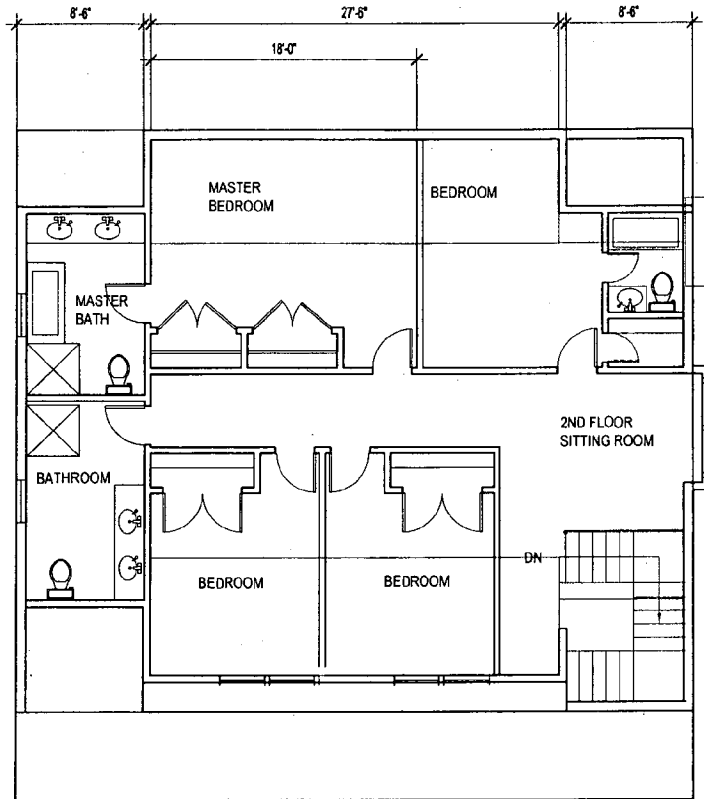 8'-6" 27'-6" 8'-6"
18'-0"
MASTER
BEDROOM
BEDROOM
MASTER
BATH
2ND FLOOR
SITTING ROOM
BATHROOM
BEDROOM
BEDROOM
DN